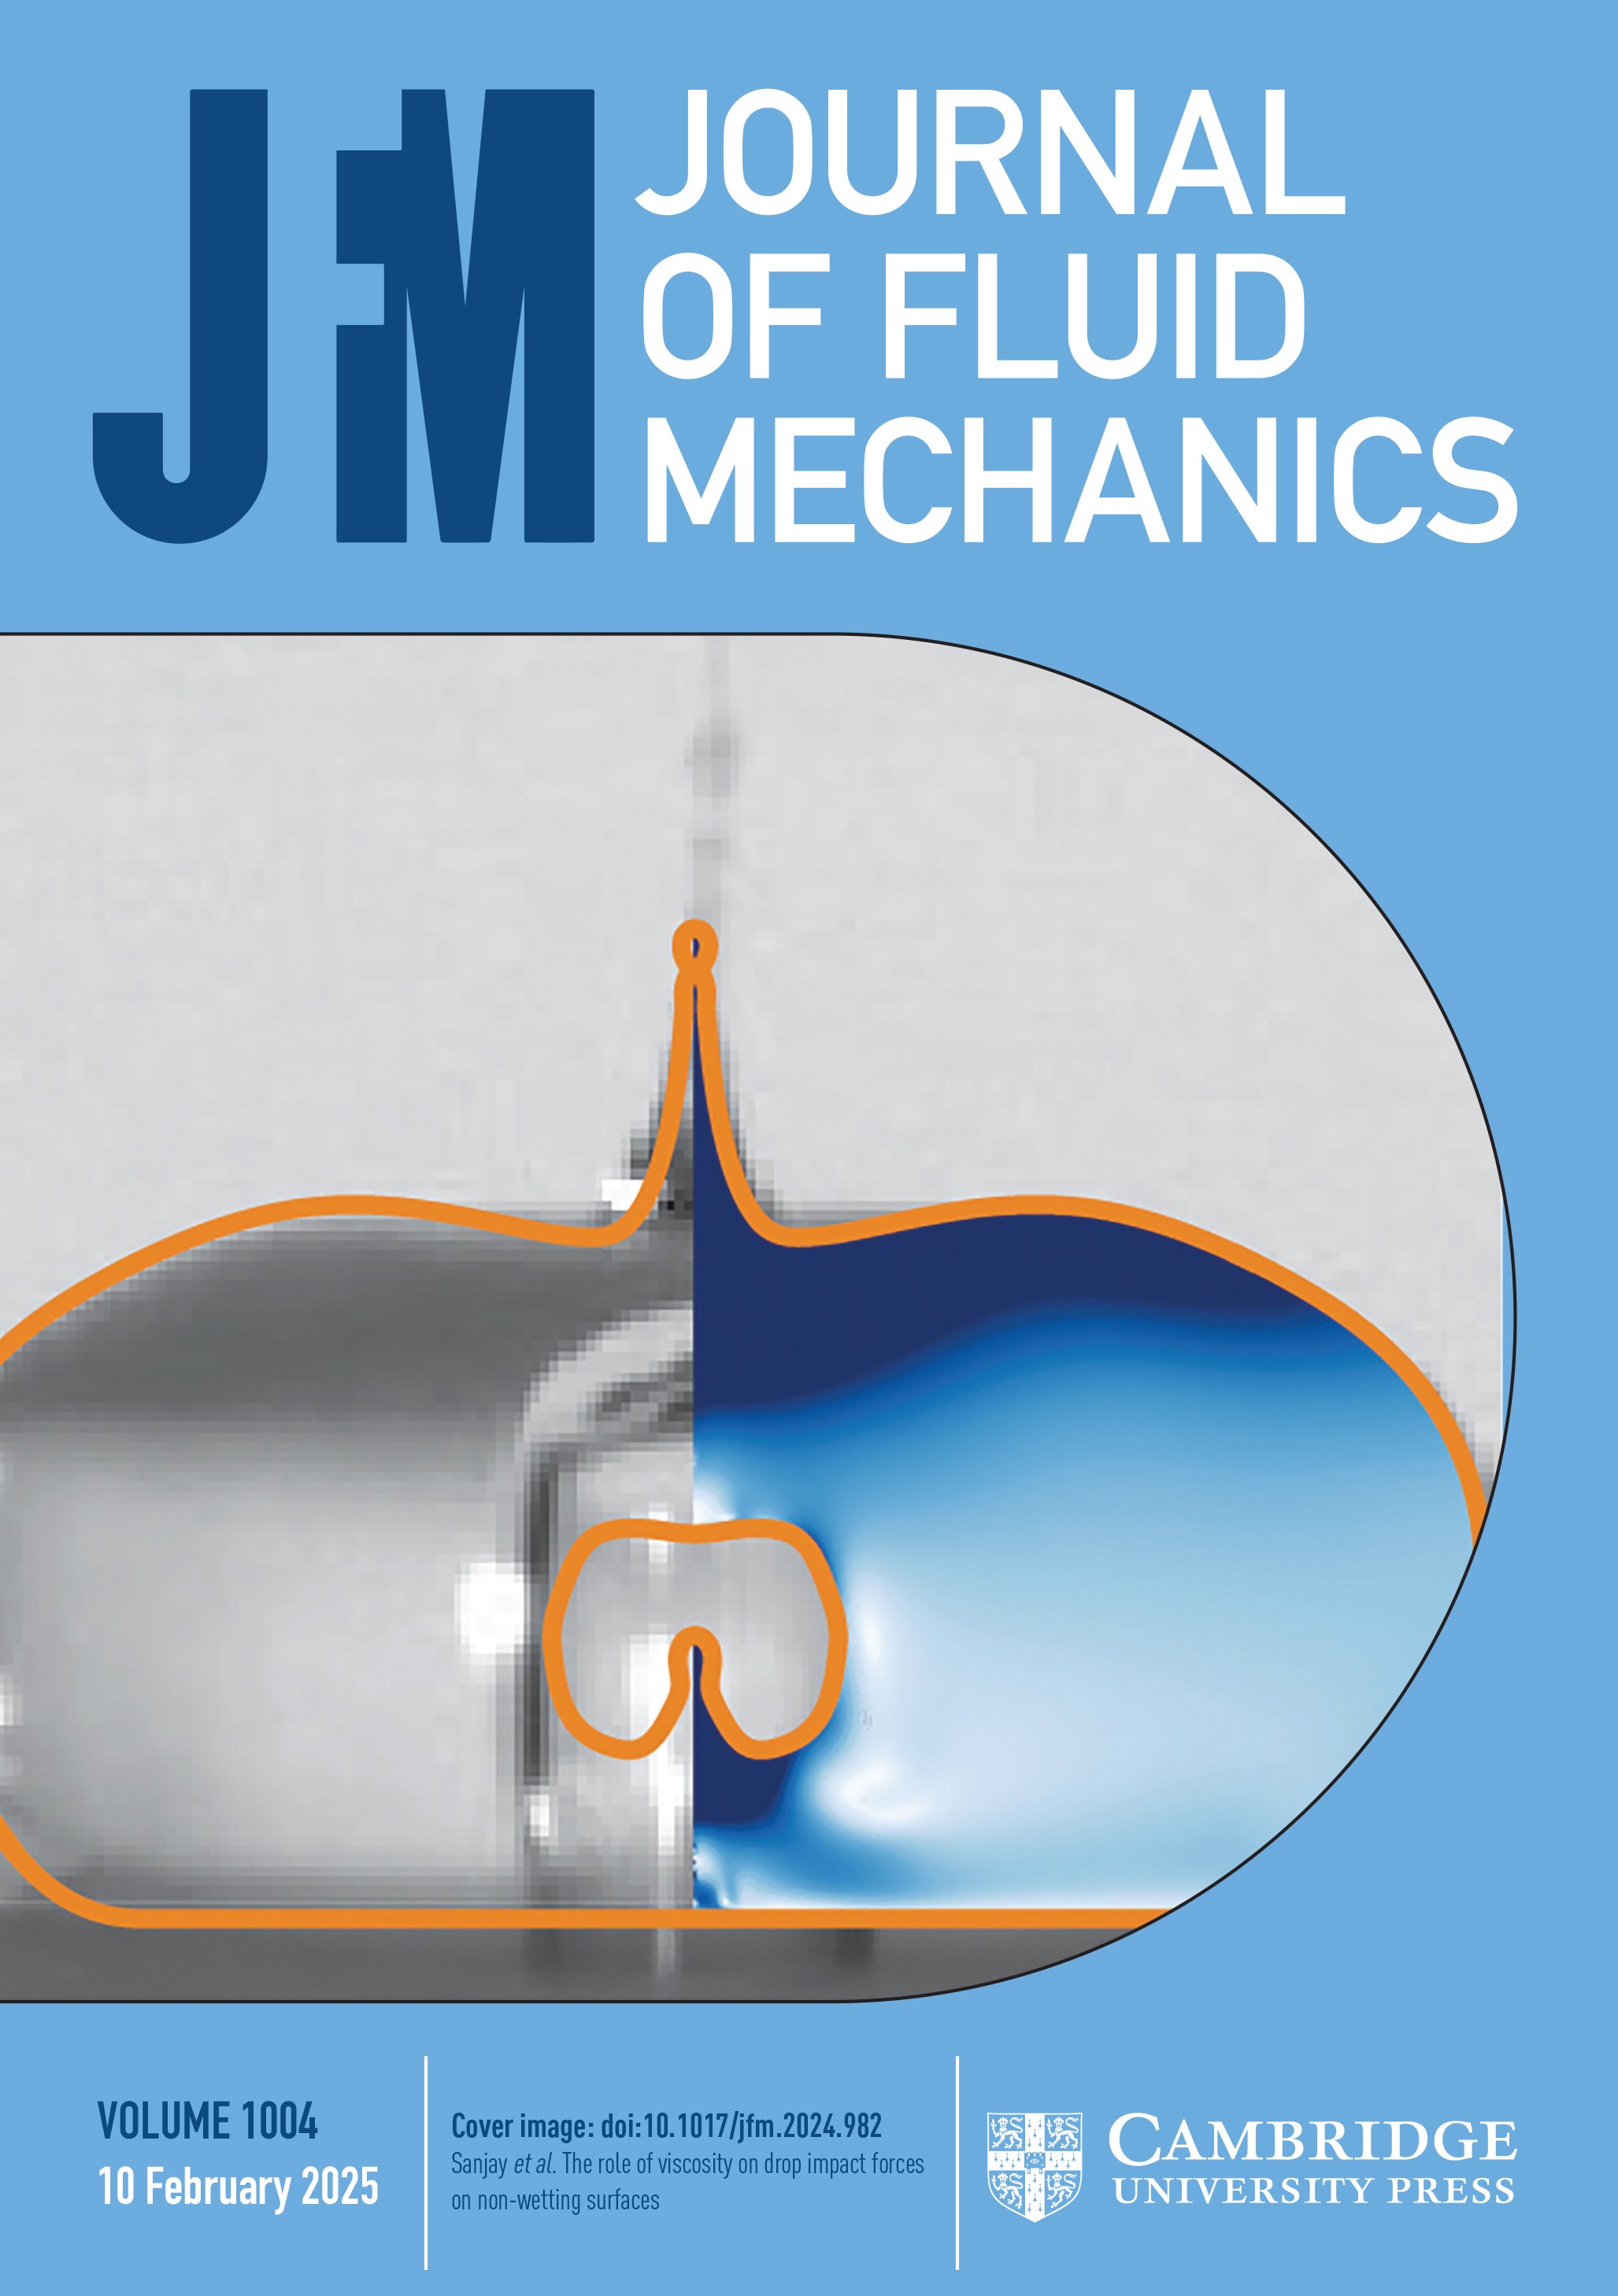 JFM
JOURNAL
OF FLUID
MECHANICS
VOLUME 1004
10 February 2025
Cover image: doi:10.1017/jfm.2024.982
Sanjay et al. The role of viscosity on drop impact forces
on non-wetting surfaces
CAMBRIDGE
UNIVERSITY PRESS